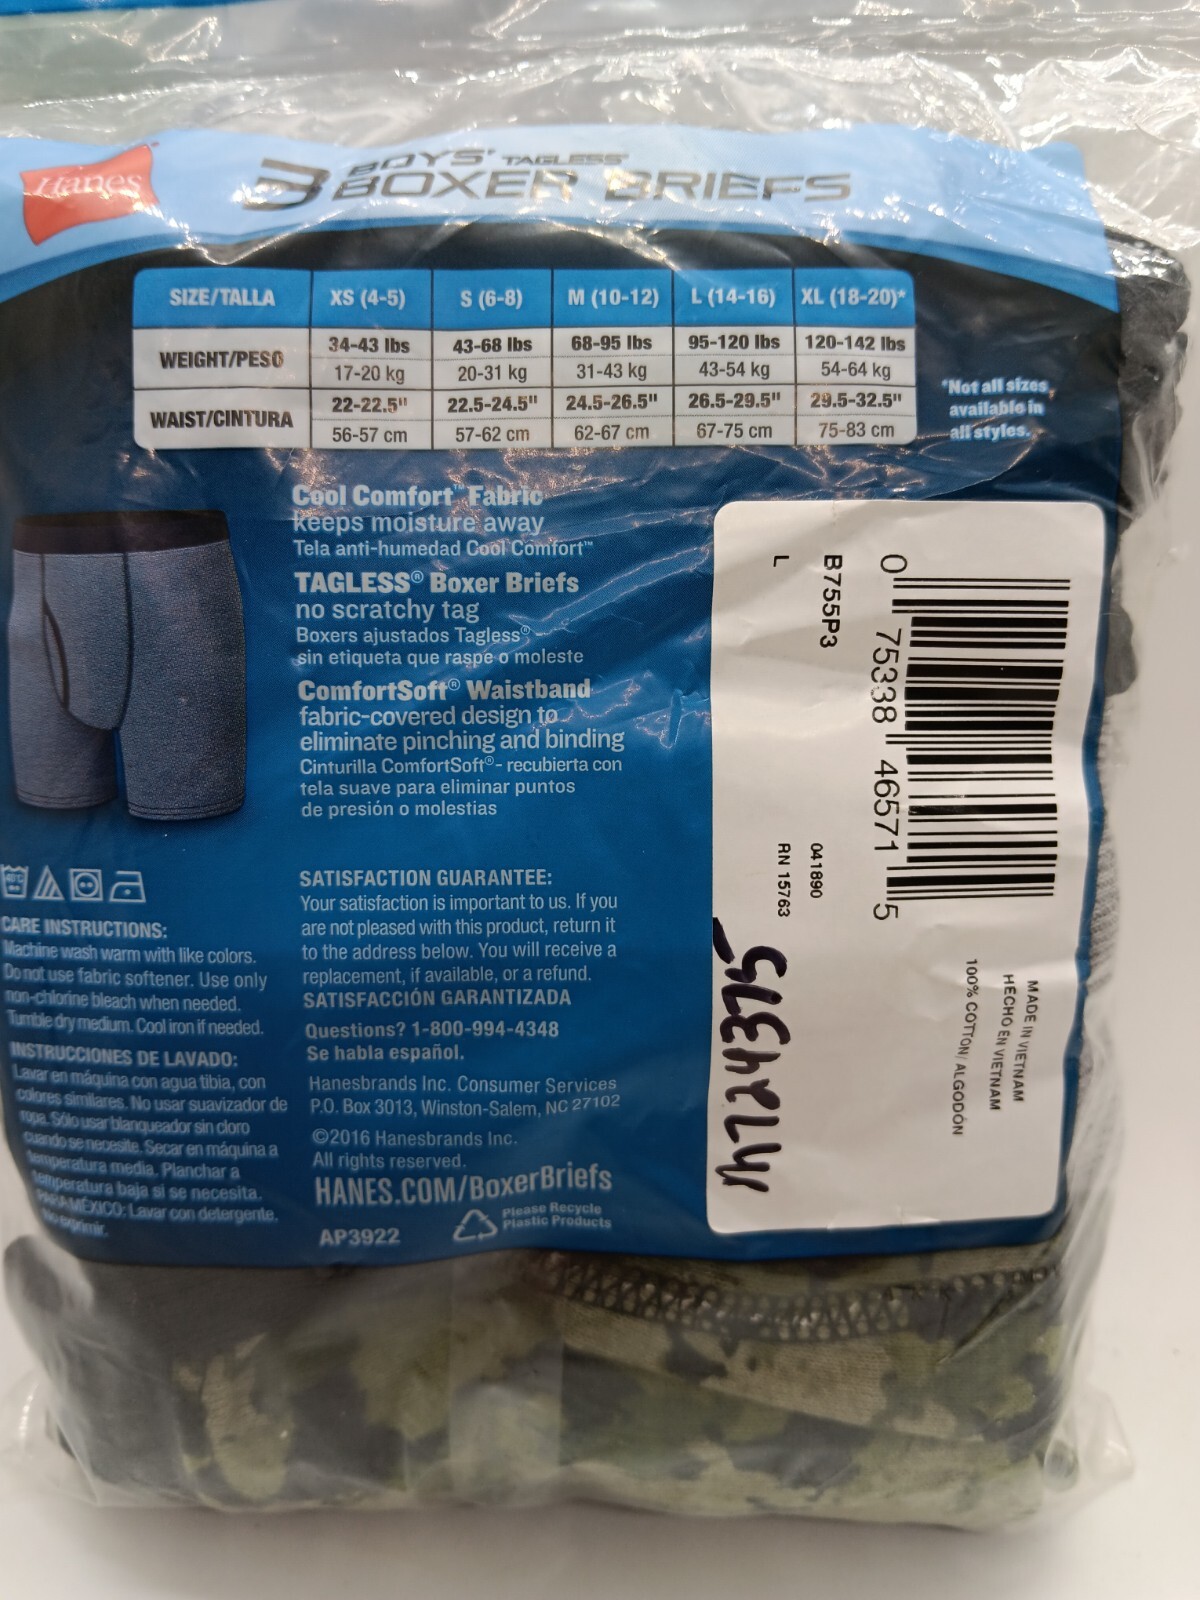 Hanes
3 BOYS' TAGLESS®
BOXER BRIEFS
SIZE/TALLA XS (4-5) S (6-8) M (10-12) L (14-16) XL (18-20)*
WEIGHT/PESO 34-43 lbs 43-68 lbs 68-95 lbs 95-120 lbs 120-142 lbs
17-20 kg 20-31 kg 31-43 kg 43-54 kg 54-64 kg
WAIST/CINTURA 22-22.5" 22.5-24.5" 24.5-26.5" 26.5-29.5" 29.5-32.5"
56-57 cm 57-62 cm 62-67 cm 67-75 cm 75-83 cm
*Not all sizes
available in
all styles.
Cool Comfort™ Fabric
keeps moisture away
Tela anti-humedad Cool Comfort™
TAGLESS® Boxer Briefs
no scratchy tag
Boxers ajustados Tagless®
sin etiqueta que raspe o moleste
ComfortSoft® Waistband
fabric-covered design to
eliminate pinching and binding
Cinturilla ComfortSoft®- recubierta con
tela suave para eliminar puntos
de presión o molestias
CARE INSTRUCTIONS:
Machine wash warm with like colors.
Do not use fabric softener. Use only
non-chlorine bleach when needed.
Tumble dry medium. Cool iron if needed.
INSTRUCCIONES DE LAVADO:
Lavar en máquina con agua tibia, con
colores similares. No usar suavizador de
ropa. Sólo usar blanqueador sin cloro
cuando se necesite. Secar en máquina a
temperatura media. Planchar a
temperatura baja si se necesita.
PARA MÉXICO: Lavar con detergente.
No exprimir.
SATISFACTION GUARANTEE:
Your satisfaction is important to us. If you
are not pleased with this product, return it
to the address below. You will receive a
replacement, if available, or a refund.
SATISFACCIÓN GARANTIZADA
Questions? 1-800-994-4348
Se habla español.
Hanesbrands Inc. Consumer Services
P.O. Box 3013, Winston-Salem, NC 27102
©2016 Hanesbrands Inc.
All rights reserved.
HANES.COM/BoxerBriefs
AP3922
Please Recycle
Plastic Products
0 75338 46571 5
B755P3
L
041890
RN 15763
MADE IN VIETNAM
HECHO EN VIETNAM
100% COTTON/ ALGODÓN